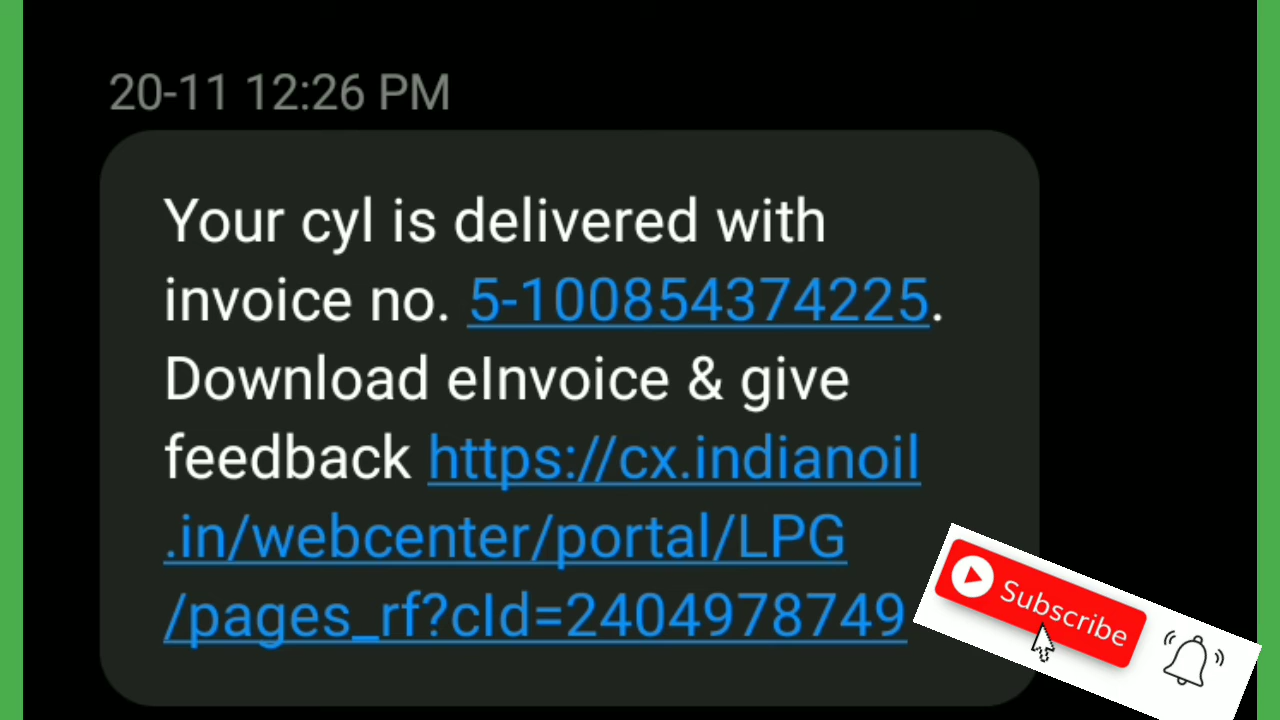 20-11 12:26 PM
Your cyl is delivered with
invoice no. 5-100854374225.
Download eInvoice & give
feedback https://cx.indianoil
.in/webcenter/portal/LPG
/pages_rf?cId=2404978749
Subscribe